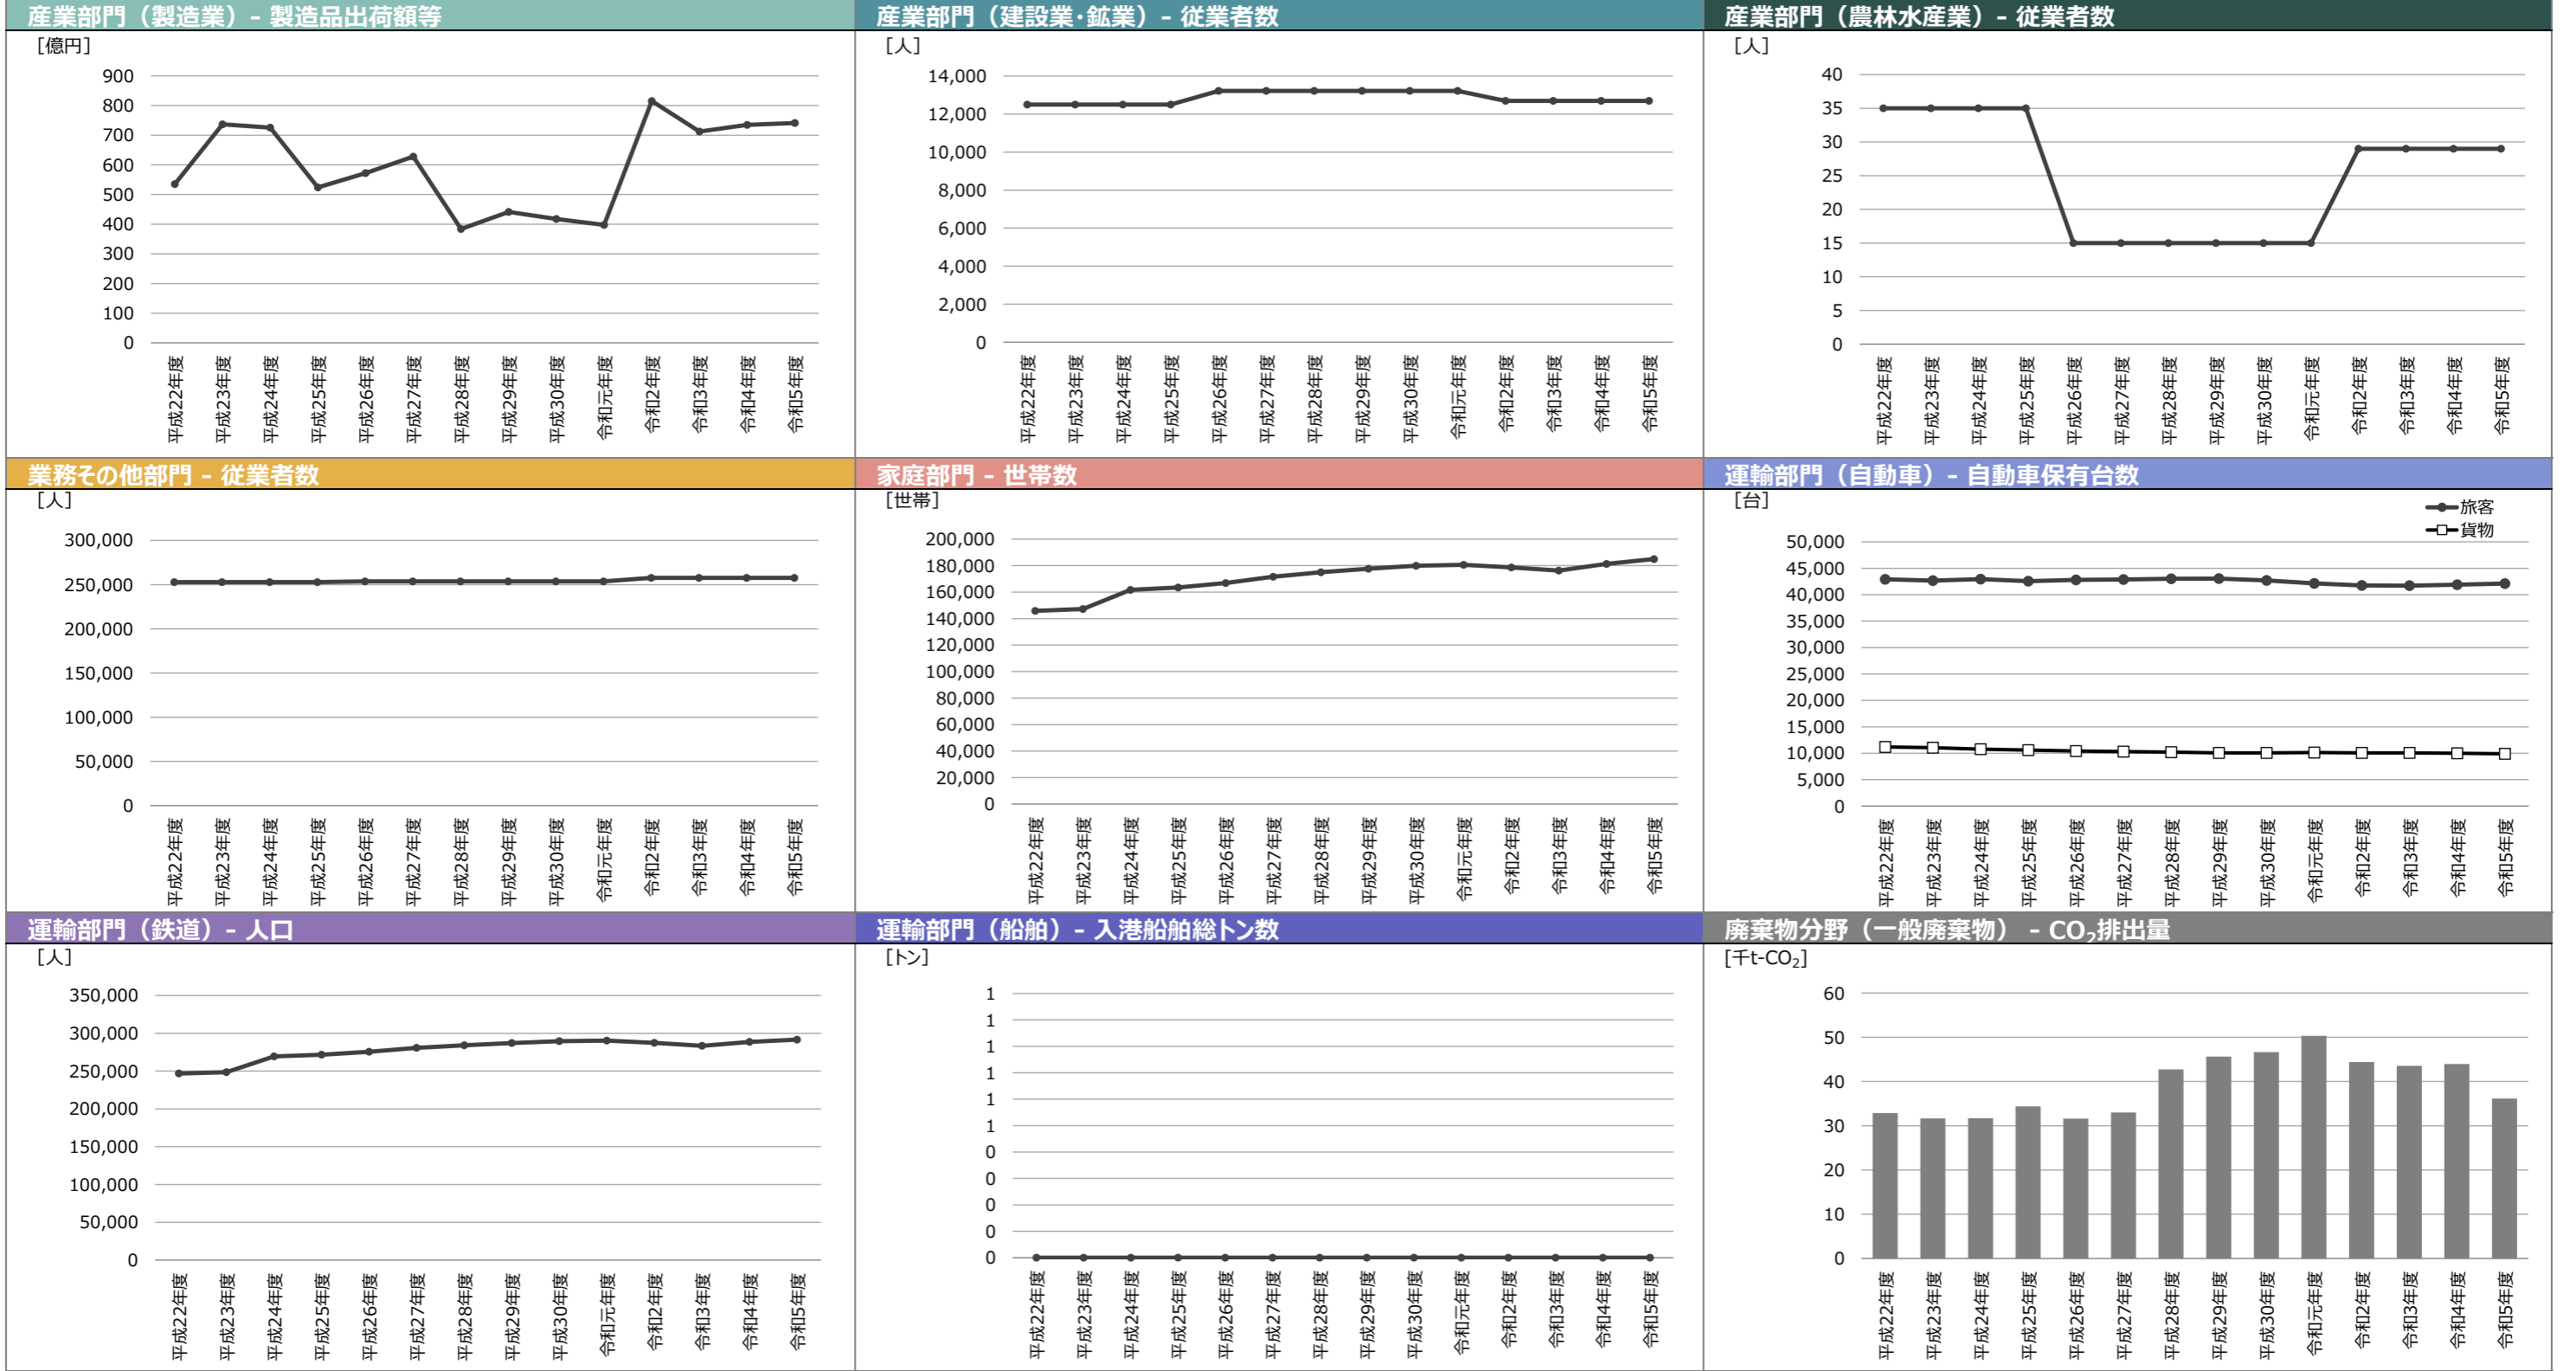 産業部門（製造業）- 製造品出荷額等
[億円]
900
800
700
600
500
400
300
200
100
0
平成22年度
平成23年度
平成24年度
平成25年度
平成26年度
平成27年度
平成28年度
平成29年度
平成30年度
令和元年度
令和2年度
令和3年度
令和4年度
令和5年度
産業部門（建設業･鉱業）- 従業者数
[人]
14,000
12,000
10,000
8,000
6,000
4,000
2,000
0
平成22年度
平成23年度
平成24年度
平成25年度
平成26年度
平成27年度
平成28年度
平成29年度
平成30年度
令和元年度
令和2年度
令和3年度
令和4年度
令和5年度
産業部門（農林水産業）- 従業者数
[人]
40
35
30
25
20
15
10
5
0
平成22年度
平成23年度
平成24年度
平成25年度
平成26年度
平成27年度
平成28年度
平成29年度
平成30年度
令和元年度
令和2年度
令和3年度
令和4年度
令和5年度
業務その他部門 - 従業者数
[人]
300,000
250,000
200,000
150,000
100,000
50,000
0
平成22年度
平成23年度
平成24年度
平成25年度
平成26年度
平成27年度
平成28年度
平成29年度
平成30年度
令和元年度
令和2年度
令和3年度
令和4年度
令和5年度
家庭部門 - 世帯数
[世帯]
200,000
180,000
160,000
140,000
120,000
100,000
80,000
60,000
40,000
20,000
0
平成22年度
平成23年度
平成24年度
平成25年度
平成26年度
平成27年度
平成28年度
平成29年度
平成30年度
令和元年度
令和2年度
令和3年度
令和4年度
令和5年度
運輸部門（自動車）- 自動車保有台数
[台]
旅客
貨物
50,000
45,000
40,000
35,000
30,000
25,000
20,000
15,000
10,000
5,000
0
平成22年度
平成23年度
平成24年度
平成25年度
平成26年度
平成27年度
平成28年度
平成29年度
平成30年度
令和元年度
令和2年度
令和3年度
令和4年度
令和5年度
運輸部門（鉄道）- 人口
[人]
350,000
300,000
250,000
200,000
150,000
100,000
50,000
0
平成22年度
平成23年度
平成24年度
平成25年度
平成26年度
平成27年度
平成28年度
平成29年度
平成30年度
令和元年度
令和2年度
令和3年度
令和4年度
令和5年度
運輸部門（船舶）- 入港船舶総トン数
[トン]
1
1
1
1
1
1
0
0
0
0
0
平成22年度
平成23年度
平成24年度
平成25年度
平成26年度
平成27年度
平成28年度
平成29年度
平成30年度
令和元年度
令和2年度
令和3年度
令和4年度
令和5年度
廃棄物分野（一般廃棄物） - CO₂排出量
[千t-CO₂]
60
50
40
30
20
10
0
平成22年度
平成23年度
平成24年度
平成25年度
平成26年度
平成27年度
平成28年度
平成29年度
平成30年度
令和元年度
令和2年度
令和3年度
令和4年度
令和5年度